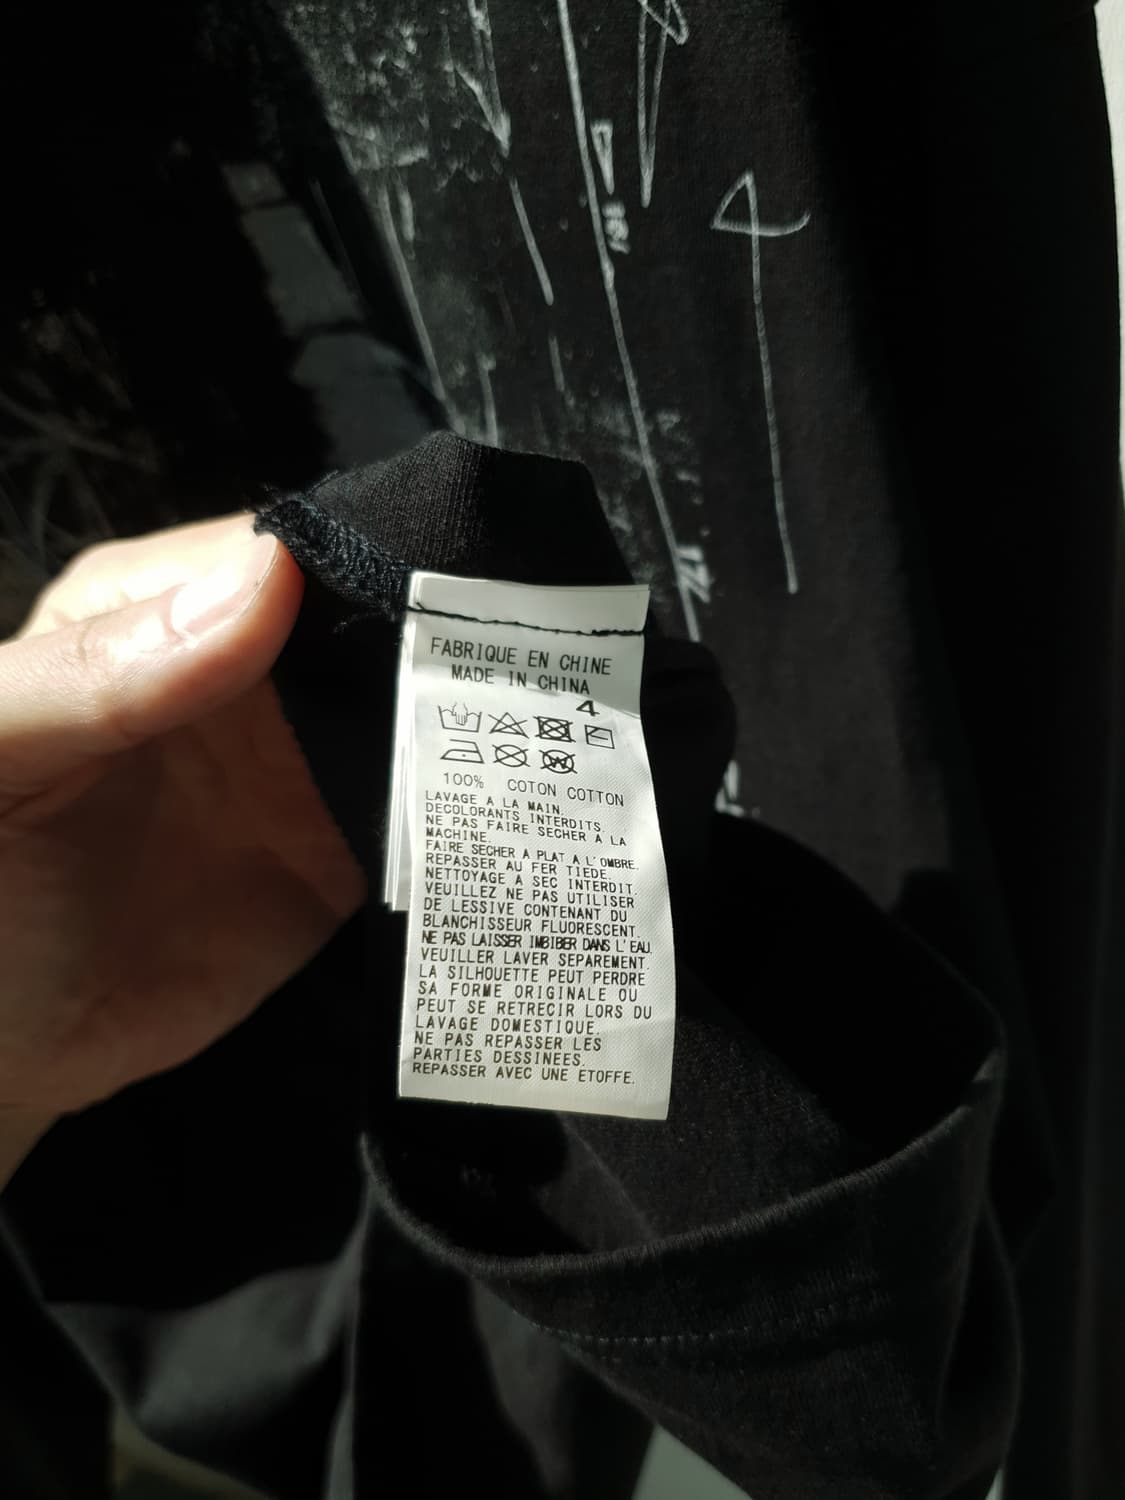 4
FABRIQUE EN CHINE
MADE IN CHINA
4
W
100% COTON COTTON
LAVAGE A LA MAIN.
DECOLORANTS INTERDITS.
NE PAS FAIRE SECHER A LA
MACHINE.
FAIRE SECHER A PLAT A L'OMBRE.
REPASSER AU FER TIEDE.
NETTOYAGE A SEC INTERDIT.
VEUILLEZ NE PAS UTILISER
DE LESSIVE CONTENANT DU
BLANCHISSEUR FLUORESCENT.
NE PAS LAISSER IMBIBER DANS L'EAU.
VEUILLER LAVER SEPAREMENT.
LA SILHOUETTE PEUT PERDRE
SA FORME ORIGINALE OU
PEUT SE RETRECIR LORS DU
LAVAGE DOMESTIQUE.
NE PAS REPASSER LES
PARTIES DESSINEES.
REPASSER AVEC UNE ETOFFE.